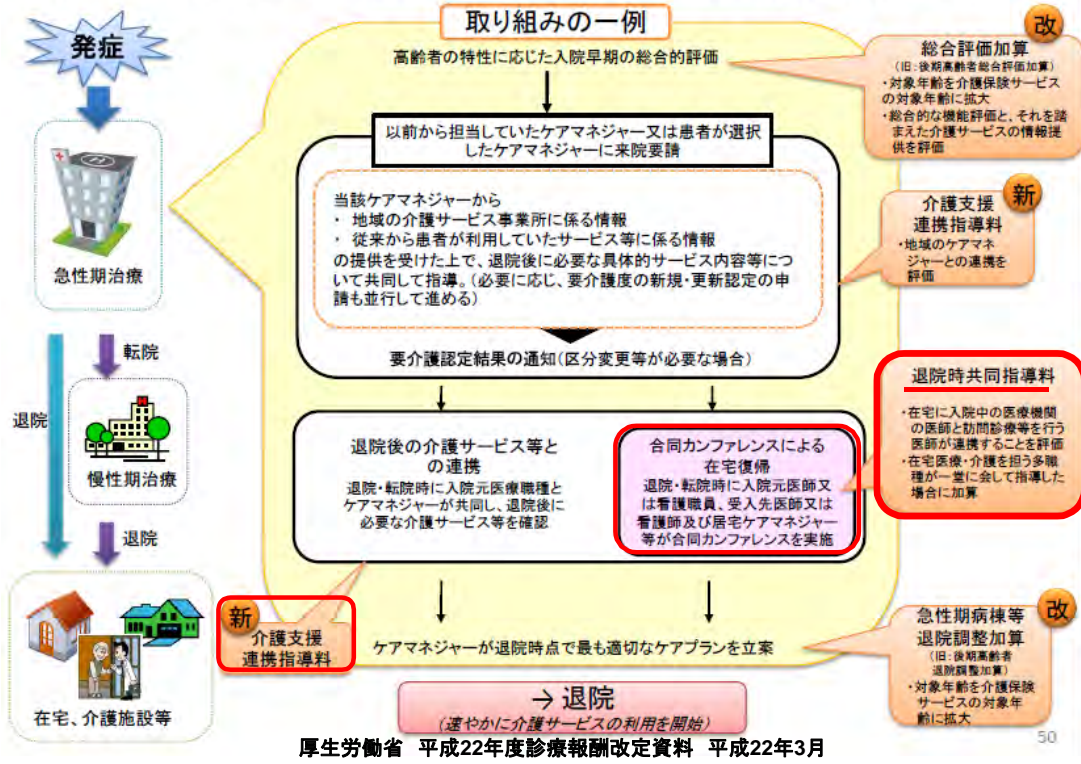 発症
急性期治療
転院
退院
慢性期治療
退院
在宅、介護施設等
取り組みの一例
高齢者の特性に応じた入院早期の総合的評価
以前から担当していたケアマネジャー又は患者が選択
したケアマネジャーに来院要請
当該ケアマネジャーから
・ 地域の介護サービス事業所に係る情報
・ 従来から患者が利用していたサービス等に係る情報
の提供を受けた上で、退院後に必要な具体的サービス内容等につ
いて共同して指導。(必要に応じ、要介護度の新規・更新認定の申
請も並行して進める)
要介護認定結果の通知(区分変更等が必要な場合)
退院後の介護サービス等と
の連携
退院・転院時に入院元医療職種と
ケアマネジャーが共同し、退院後に
必要な介護サービス等を確認
合同カンファレンスによる
在宅復帰
退院・転院時に入院元医師又
は看護職員、受入先医師又は
看護師及び居宅ケアマネジャー
等が合同カンファレンスを実施
ケアマネジャーが退院時点で最も適切なケアプランを立案
→ 退院
(速やかに介護サービスの利用を開始)
新
介護支援
連携指導料
改
総合評価加算
(旧:後期高齢者総合評価加算)
・対象年齢を介護保険サービス
の対象年齢に拡大
・総合的な機能評価と、それを踏
まえた介護サービスの情報提
供を評価
新
介護支援
連携指導料
・地域のケアマネ
ジャーとの連携を
評価
退院時共同指導料
・在宅に入院中の医療機関
の医師と訪問診療等を行う
医師が連携することを評価
・在宅医療・介護を担う多職
種が一堂に会して指導した
場合に加算
改
急性期病棟等
退院調整加算
(旧:後期高齢者
退院調整加算)
・対象年齢を介護保険
サービスの対象年
齢に拡大
厚生労働省 平成22年度診療報酬改定資料 平成22年3月
50
H